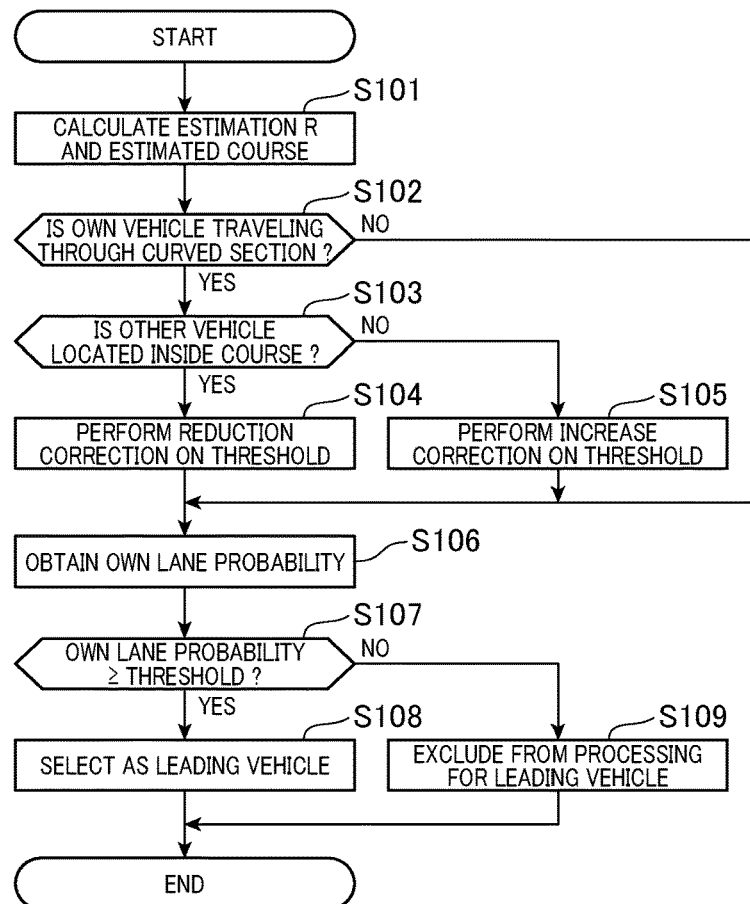 START
S101
CALCULATE ESTIMATION R
AND ESTIMATED COURSE
S102
IS OWN VEHICLE TRAVELING
THROUGH CURVED SECTION ?
NO
YES
S103
IS OTHER VEHICLE
LOCATED INSIDE COURSE ?
NO
YES
S104
PERFORM REDUCTION
CORRECTION ON THRESHOLD
S105
PERFORM INCREASE
CORRECTION ON THRESHOLD
S106
OBTAIN OWN LANE PROBABILITY
S107
OWN LANE PROBABILITY
≧ THRESHOLD ?
NO
YES
S108
SELECT AS LEADING VEHICLE
S109
EXCLUDE FROM PROCESSING
FOR LEADING VEHICLE
END